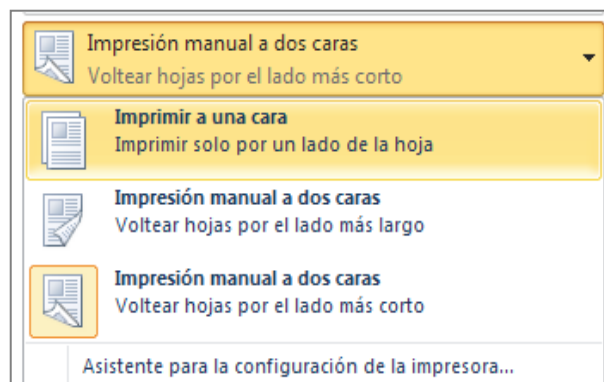 Impresión manual a dos caras
Voltear hojas por el lado más corto
Imprimir a una cara
Imprimir solo por un lado de la hoja
Impresión manual a dos caras
Voltear hojas por el lado más largo
Impresión manual a dos caras
Voltear hojas por el lado más corto
Asistente para la configuración de la impresora...